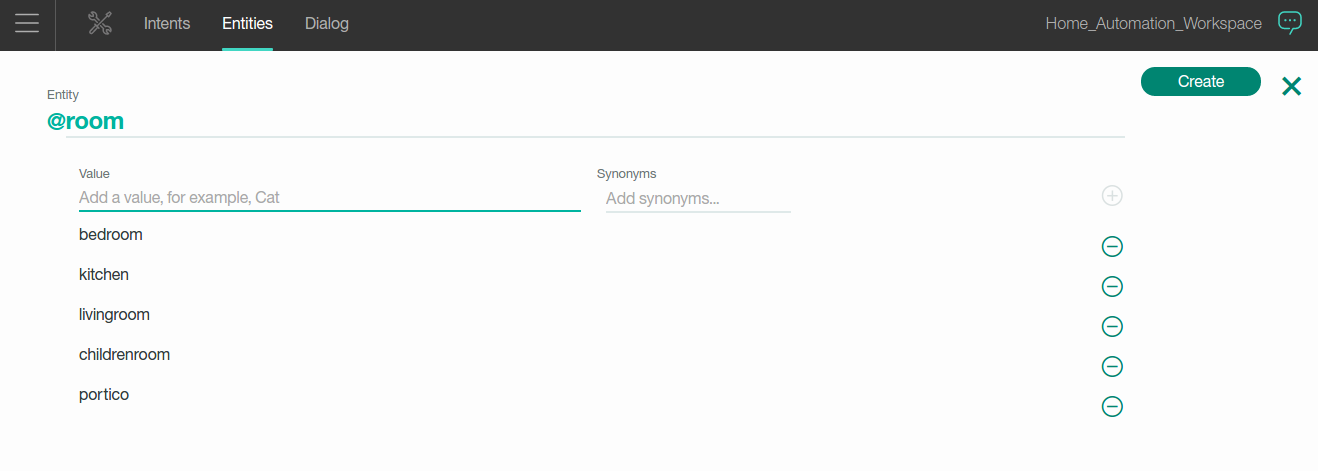 Intents Entities Dialog Home_Automation_Workspace
Create
Entity
@room
Value Synonyms
Add a value, for example, Cat Add synonyms...
bedroom
kitchen
livingroom
childrenroom
portico